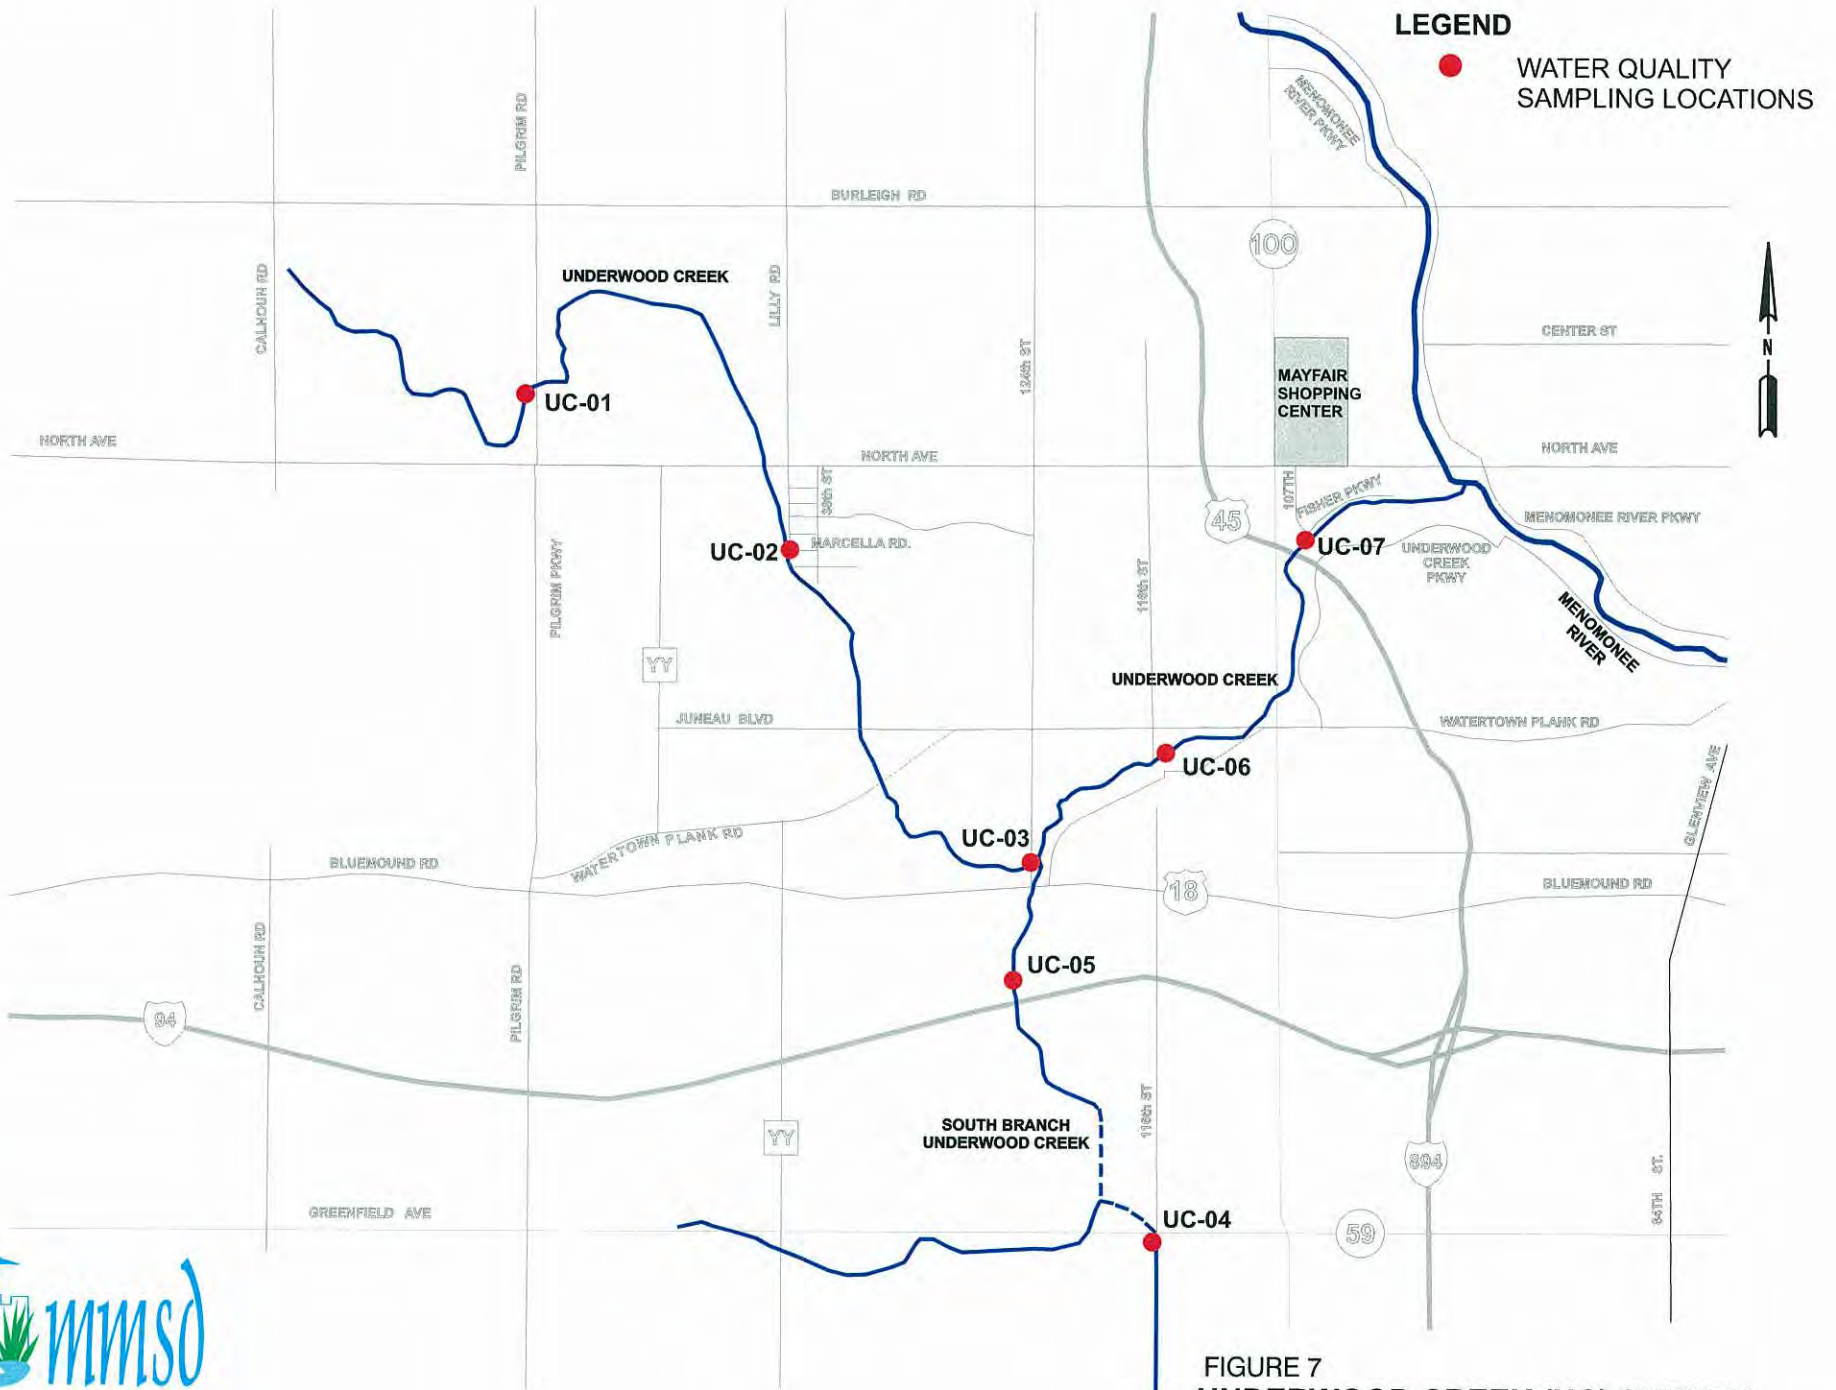 LEGEND
WATER QUALITY
SAMPLING LOCATIONS
MENOMONEE
RIVER PKWY
PILGRIM RD
BURLEIGH RD
100
UNDERWOOD CREEK
CALHOUN RD
LILLY RD
CENTER ST
N
124th ST
MAYFAIR
SHOPPING
CENTER
UC-01
NORTH AVE
NORTH AVE
NORTH AVE
38th ST
107TH
FISHER PKWY
45
MENOMONEE RIVER PKWY
UC-02
MARCELLA RD.
UC-07
UNDERWOOD
CREEK
PKWY
PILGRIM PKWY
116th ST
MENOMONEE
RIVER
YY
UNDERWOOD CREEK
JUNEAU BLVD
WATERTOWN PLANK RD
UC-06
GLENVIEW AVE
UC-03
WATERTOWN PLANK RD
BLUEMOUND RD
18
BLUEMOUND RD
CALHOUN RD
UC-05
PILGRIM RD
94
116th ST
SOUTH BRANCH
UNDERWOOD CREEK
YY
894
84TH ST.
GREENFIELD AVE
UC-04
59
mmsd
FIGURE 7